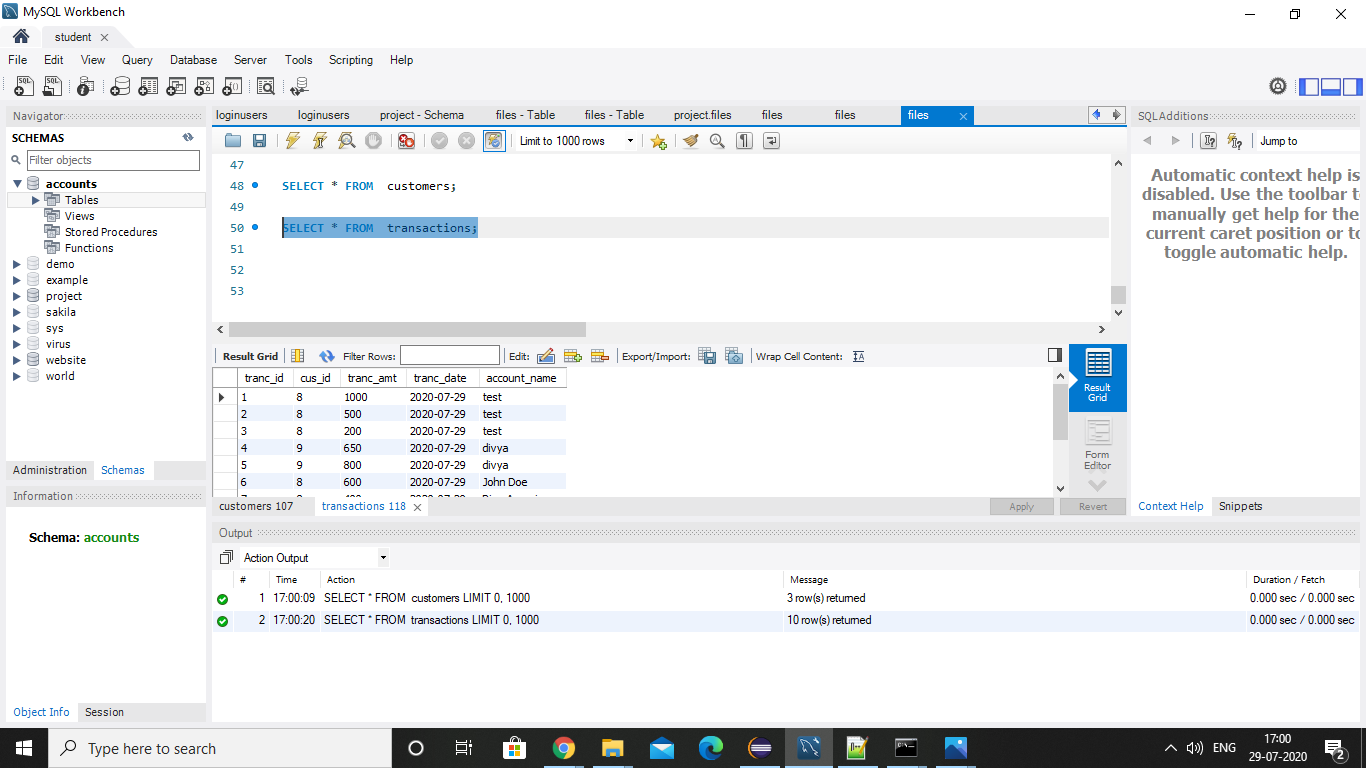 MySQL Workbench
student
File Edit View Query Database Server Tools Scripting Help
Navigator
SCHEMAS
Filter objects
accounts
Tables
Views
Stored Procedures
Functions
demo
example
project
sakila
sys
virus
website
world
Administration Schemas
Information
Schema: accounts
Object Info Session
loginusers loginusers project - Schema files - Table files - Table project.files files files files
Limit to 1000 rows
47
48 SELECT * FROM customers;
49
50 SELECT * FROM transactions;
51
52
53
Result Grid Filter Rows: Edit: Export/Import: Wrap Cell Content:
tranc_id cus_id tranc_amt tranc_date account_name
1 8 1000 2020-07-29 test
2 8 500 2020-07-29 test
3 8 200 2020-07-29 test
4 9 650 2020-07-29 divya
5 9 800 2020-07-29 divya
6 8 600 2020-07-29 John Doe
Result
Grid
Form
Editor
customers 107 transactions 118 Apply Revert
SQLAdditions
Jump to
Automatic context help is
disabled. Use the toolbar t
manually get help for the
current caret position or to
toggle automatic help.
Context Help Snippets
Output
Action Output
# Time Action Message Duration / Fetch
1 17:00:09 SELECT * FROM customers LIMIT 0, 1000 3 row(s) returned 0.000 sec / 0.000 sec
2 17:00:20 SELECT * FROM transactions LIMIT 0, 1000 10 row(s) returned 0.000 sec / 0.000 sec
Type here to search
ENG
17:00
29-07-2020
2